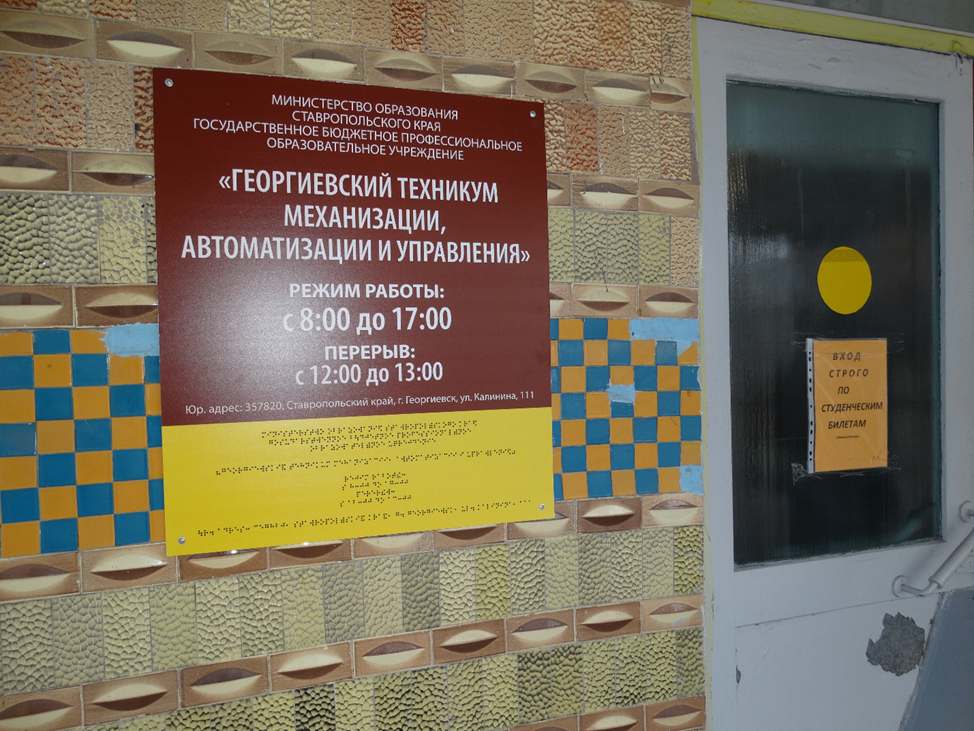 МИНИСТЕРСТВО ОБРАЗОВАНИЯ
СТАВРОПОЛЬСКОГО КРАЯ
ГОСУДАРСТВЕННОЕ БЮДЖЕТНОЕ ПРОФЕССИОНАЛЬНОЕ
ОБРАЗОВАТЕЛЬНОЕ УЧРЕЖДЕНИЕ
«ГЕОРГИЕВСКИЙ ТЕХНИКУМ
МЕХАНИЗАЦИИ,
АВТОМАТИЗАЦИИ И УПРАВЛЕНИЯ»
РЕЖИМ РАБОТЫ:
с 8:00 до 17:00
ПЕРЕРЫВ:
с 12:00 до 13:00
Юр. адрес: 357820, Ставропольский край, г. Георгиевск, ул. Калинина, 111
ВХОД
СТРОГО
ПО
СТУДЕНЧЕСКИМ
БИЛЕТАМ